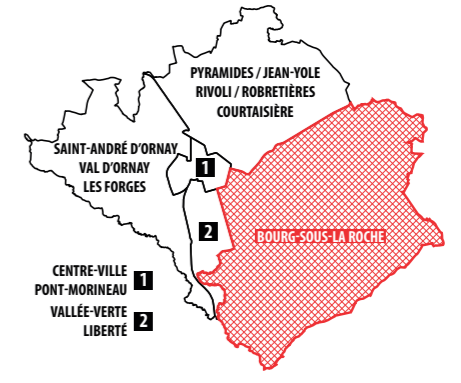 PYRAMIDES / JEAN-YOLE
RIVOLI / ROBRETIÈRES
COURTAISIÈRE
SAINT-ANDRÉ D'ORNAY
VAL D'ORNAY
LES FORGES
1
2
BOURG-SOUS-LA ROCHE
CENTRE-VILLE
PONT-MORINEAU 1
VALLÉE-VERTE
LIBERTÉ 2